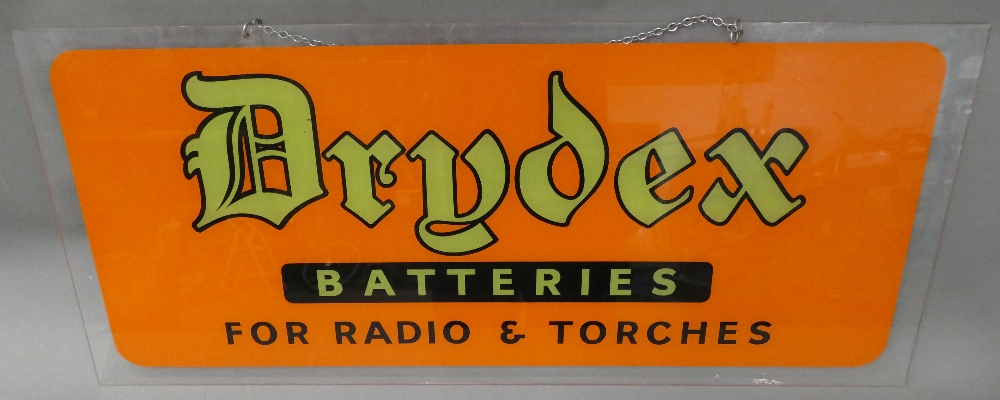 Drydex
BATTERIES
FOR RADIO & TORCHES